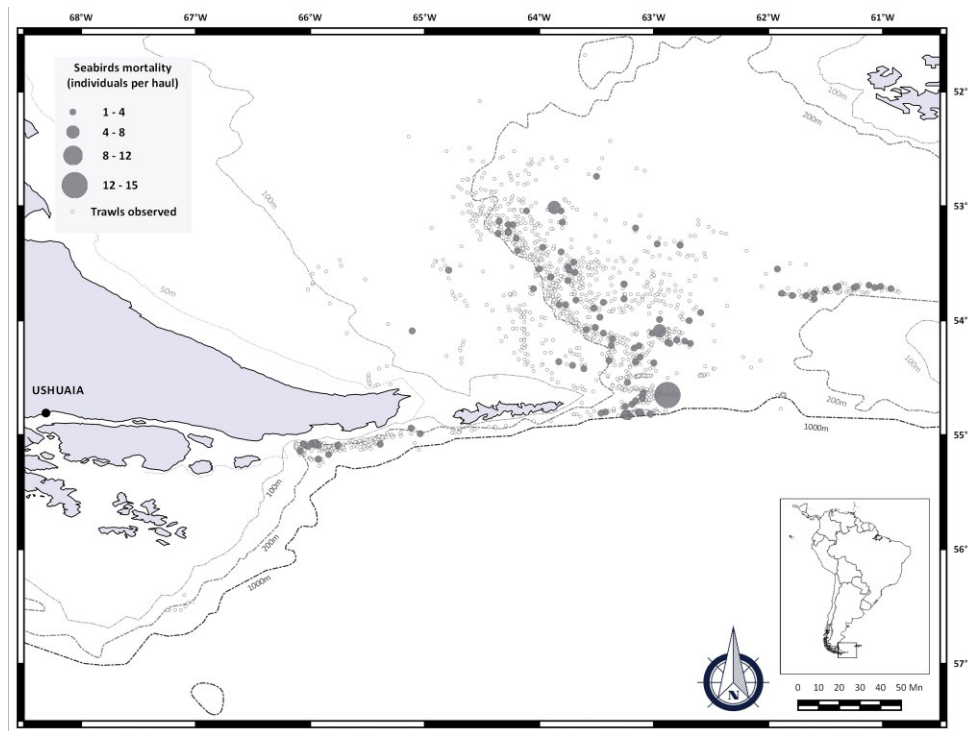 68°W 67°W 66°W 65°W 64°W 63°W 62°W 61°W
Seabirds mortality
(individuals per haul)
1 - 4
4 - 8
8 - 12
12 - 15
Trawls observed
100m
200m
52°
100m
53°
50m
54°
100m
USHUAIA
200m
1000m
55°
100m
200m
56°
1000m
57°
N
0 10 20 30 40 50 Mn